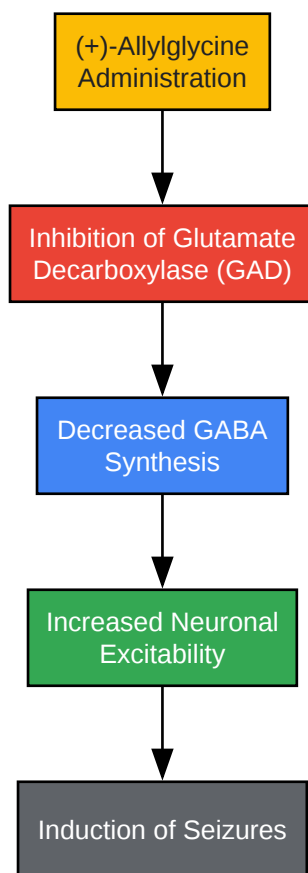 (+)-Allylglycine
Administration
Inhibition of Glutamate
Decarboxylase (GAD)
Decreased GABA
Synthesis
Increased Neuronal
Excitability
Induction of Seizures